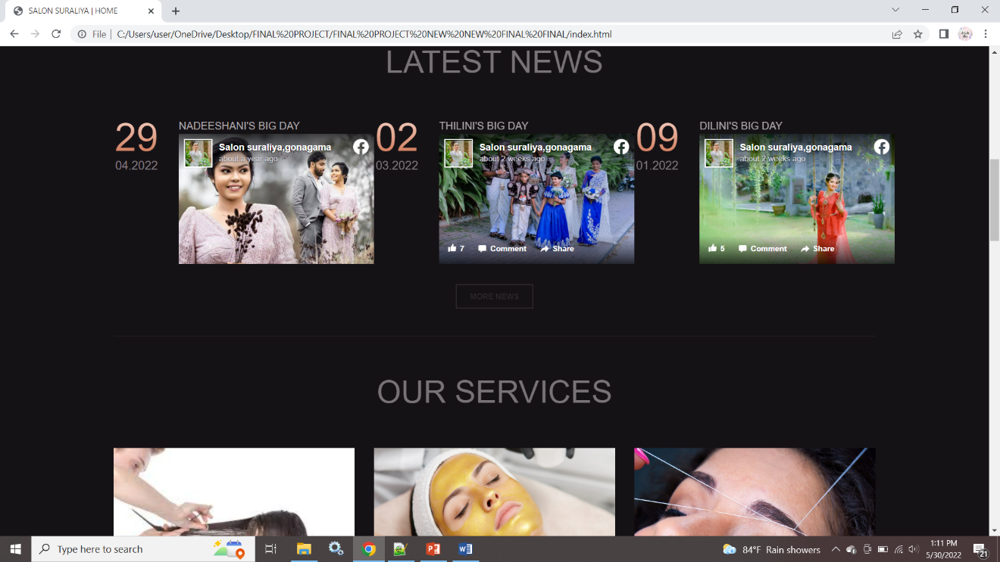 SALON SURALIYA | HOME
File | C:/Users/user/OneDrive/Desktop/FINAL%20PROJECT/FINAL%20PROJECT%20NEW%20NEW%20FINAL%20FINAL/index.html
LATEST NEWS
29
04.2022
NADEESHANI'S BIG DAY
Salon suraliya,gonagama
about a year ago
02
03.2022
THILINI'S BIG DAY
Salon suraliya,gonagama
about 2 weeks ago
7 Comment Share
09
01.2022
DILINI'S BIG DAY
Salon suraliya,gonagama
about 2 weeks ago
5 Comment Share
MORE NEWS
OUR SERVICES
Type here to search
84°F Rain showers
1:11 PM
5/30/2022
21